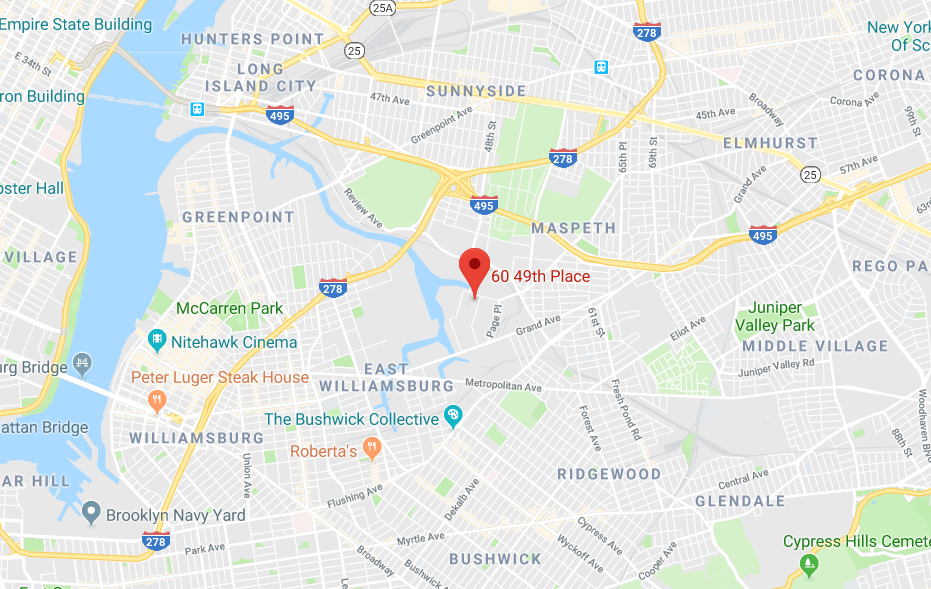 Empire State Building
25A
HUNTERS POINT
278
New York
Of Sc
E 34th St
25
LONG
ISLAND CITY
CORONA
ron Building
SUNNYSIDE
47th Ave
495
Greenpoint Ave
48th St
45th Ave
Broadway
Corona Ave
99th St
65th Pl
69th St
ELMHURST
278
57th Ave
25
Grand Ave
ster Hall
Review Ave
495
63rd
GREENPOINT
MASPETH
495
VILLAGE
REGO PA
60 49th Place
278
McCarren Park
Page Pl
Grand Ave
61st St
Eliot Ave
Juniper
Valley Park
Nitehawk Cinema
MIDDLE VILLAGE
urg Bridge
Peter Luger Steak House
EAST
WILLIAMSBURG
Metropolitan Ave
Juniper Valley Rd
Fresh Pond Rd
Forest Ave
Woodhaven Blv
88th St
attan Bridge
The Bushwick Collective
WILLIAMSBURG
Roberta's
Union Ave
AR HILL
RIDGEWOOD
Central Ave
GLENDALE
Flushing Ave
Dekalb Ave
Brooklyn Navy Yard
278
Park Ave
Myrtle Ave
Cypress Ave
Wyckoff Ave
Cooper Ave
Cypress Hills Cemete
Broadway
Bushwick
BUSHWICK